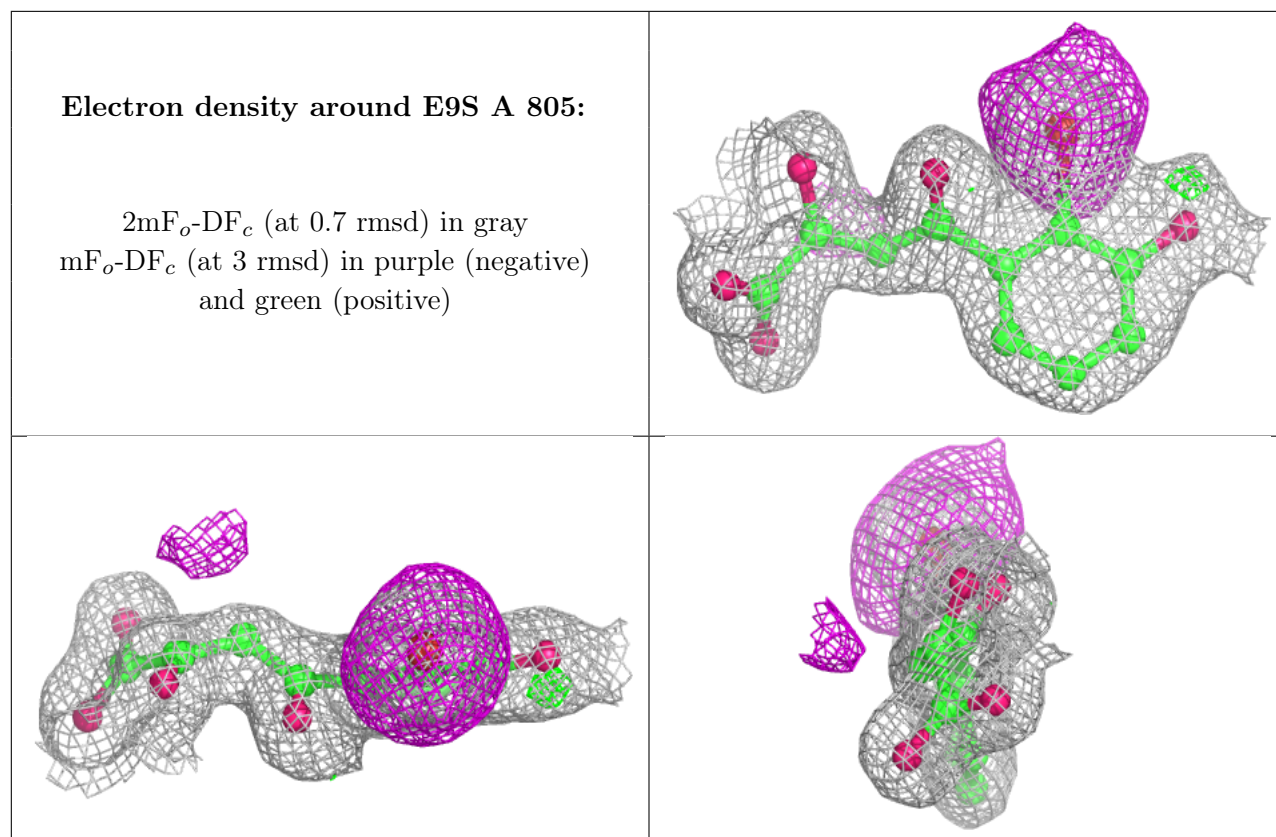 Electron density around E9S A 805:
2mFₒ-DF𝒸 (at 0.7 rmsd) in gray
mFₒ-DF𝒸 (at 3 rmsd) in purple (negative)
and green (positive)